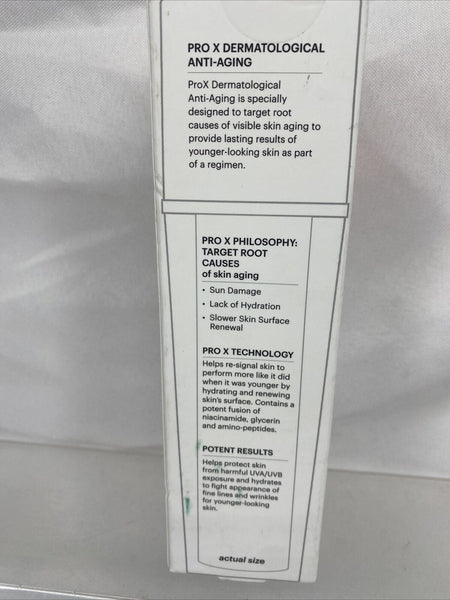 PRO X DERMATOLOGICAL
ANTI-AGING
ProX Dermatological
Anti-Aging is specially
designed to target root
causes of visible skin aging to
provide lasting results of
younger-looking skin as part
of a regimen.
PRO X PHILOSOPHY:
TARGET ROOT
CAUSES
of skin aging
• Sun Damage
• Lack of Hydration
• Slower Skin Surface
Renewal
PRO X TECHNOLOGY
Helps re-signal skin to
perform more like it did
when it was younger by
hydrating and renewing
skin's surface. Contains a
potent fusion of
niacinamide, glycerin
and amino-peptides.
POTENT RESULTS
Helps protect skin
from harmful UVA/UVB
exposure and hydrates
to fight appearance of
fine lines and wrinkles
for younger-looking
skin.
actual size